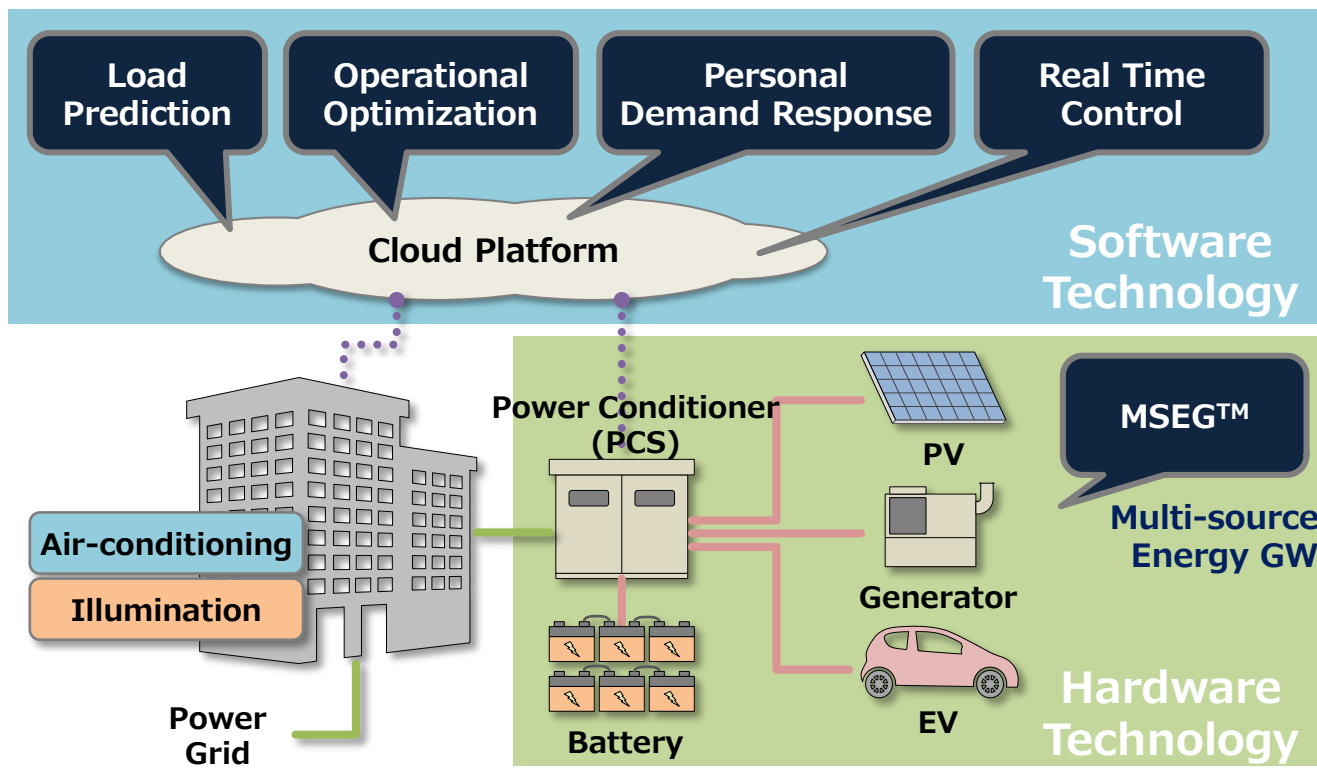 Load
Prediction
Operational
Optimization
Personal
Demand Response
Real Time
Control
Cloud Platform
Software
Technology
Power Conditioner
(PCS)
PV
MSEG™
Multi-source
Energy GW
Air-conditioning
Illumination
Generator
Power
Grid
Battery
EV
Hardware
Technology